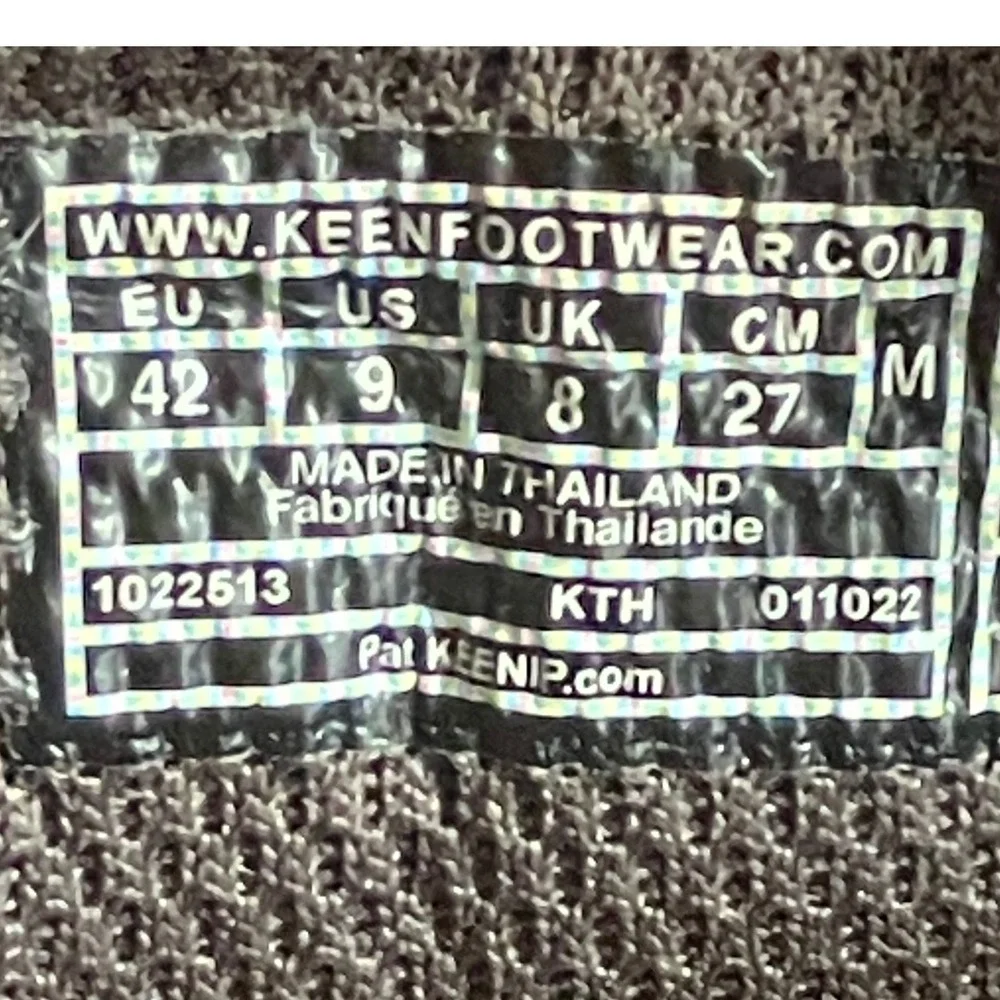 WWW.KEENFOOTWEAR.COM
EU US UK CM M
42 9 8 27
MADE IN THAILAND
Fabriqué en Thailande
1022513 KTH 011022
Pat KEENIP.com